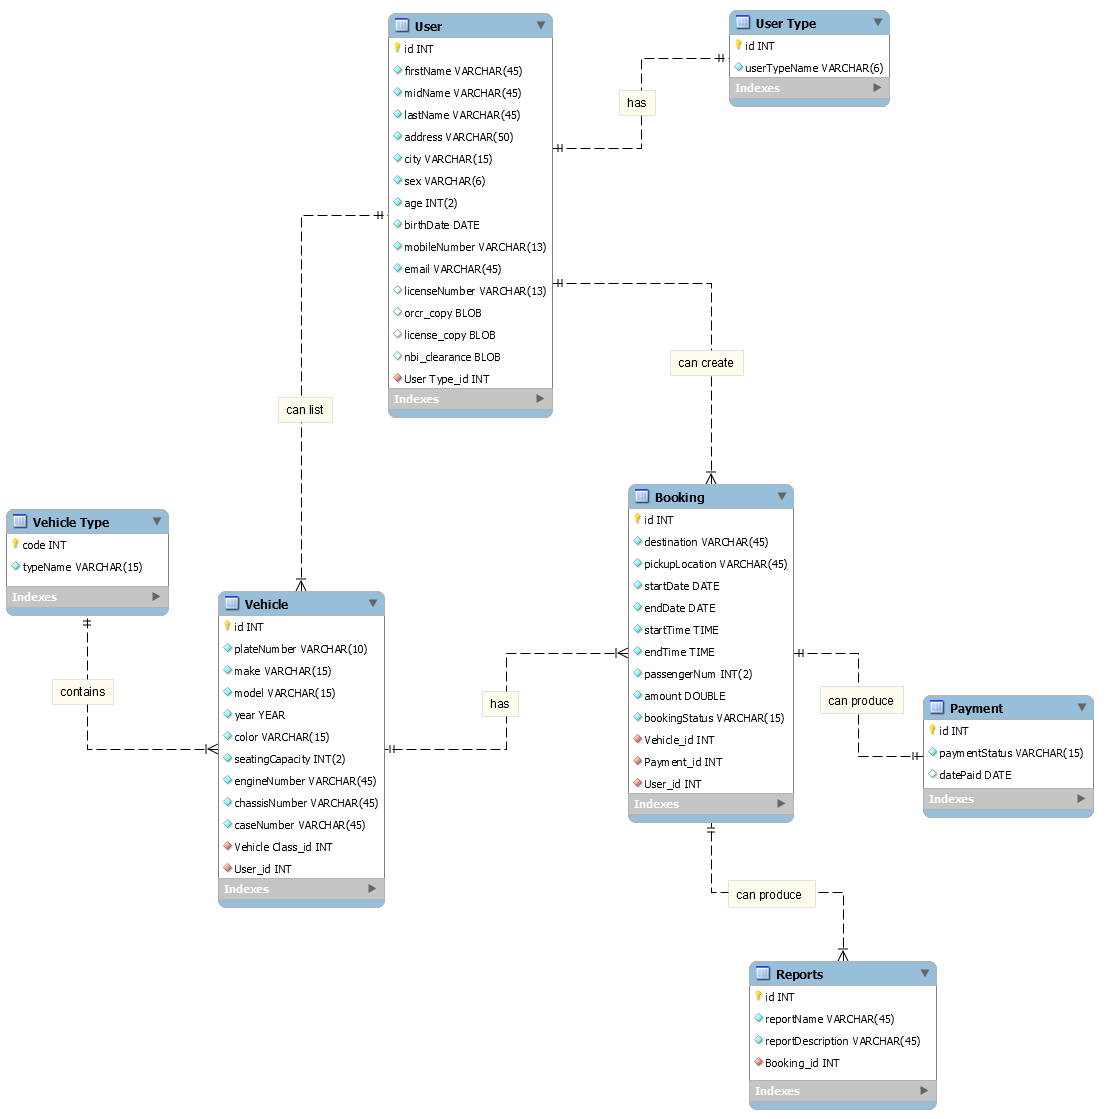 User
id INT
firstName VARCHAR(45)
midName VARCHAR(45)
lastName VARCHAR(45)
address VARCHAR(50)
city VARCHAR(15)
sex VARCHAR(6)
age INT(2)
birthDate DATE
mobileNumber VARCHAR(13)
email VARCHAR(45)
licenseNumber VARCHAR(13)
orcr_copy BLOB
license_copy BLOB
nbi_clearance BLOB
User Type_id INT
Indexes
has
User Type
id INT
userTypeName VARCHAR(6)
Indexes
can list
can create
Vehicle Type
code INT
typeName VARCHAR(15)
Indexes
contains
Vehicle
id INT
plateNumber VARCHAR(10)
make VARCHAR(15)
model VARCHAR(15)
year YEAR
color VARCHAR(15)
seatingCapacity INT(2)
engineNumber VARCHAR(45)
chassisNumber VARCHAR(45)
caseNumber VARCHAR(45)
Vehicle Class_id INT
User_id INT
Indexes
has
Booking
id INT
destination VARCHAR(45)
pickupLocation VARCHAR(45)
startDate DATE
endDate DATE
startTime TIME
endTime TIME
passengerNum INT(2)
amount DOUBLE
bookingStatus VARCHAR(15)
Vehicle_id INT
Payment_id INT
User_id INT
Indexes
can produce
Payment
id INT
paymentStatus VARCHAR(15)
datePaid DATE
Indexes
can produce
Reports
id INT
reportName VARCHAR(45)
reportDescription VARCHAR(45)
Booking_id INT
Indexes